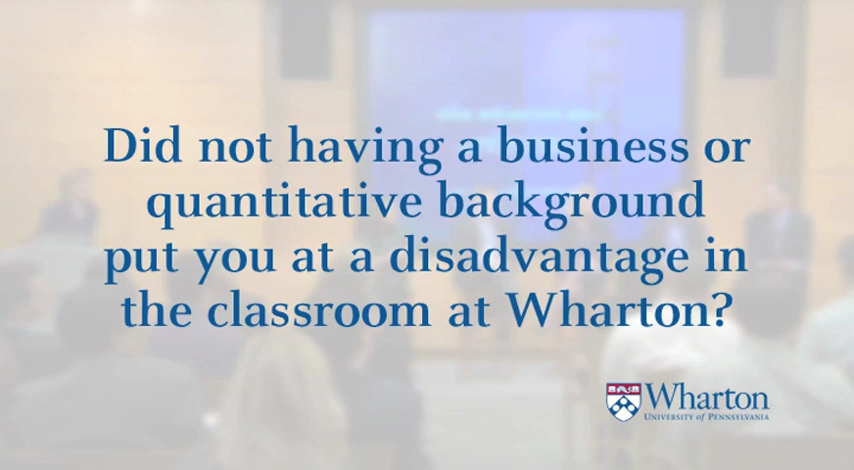 Did not having a business or
quantitative background
put you at a disadvantage in
the classroom at Wharton?
Wharton
UNIVERSITY of PENNSYLVANIA